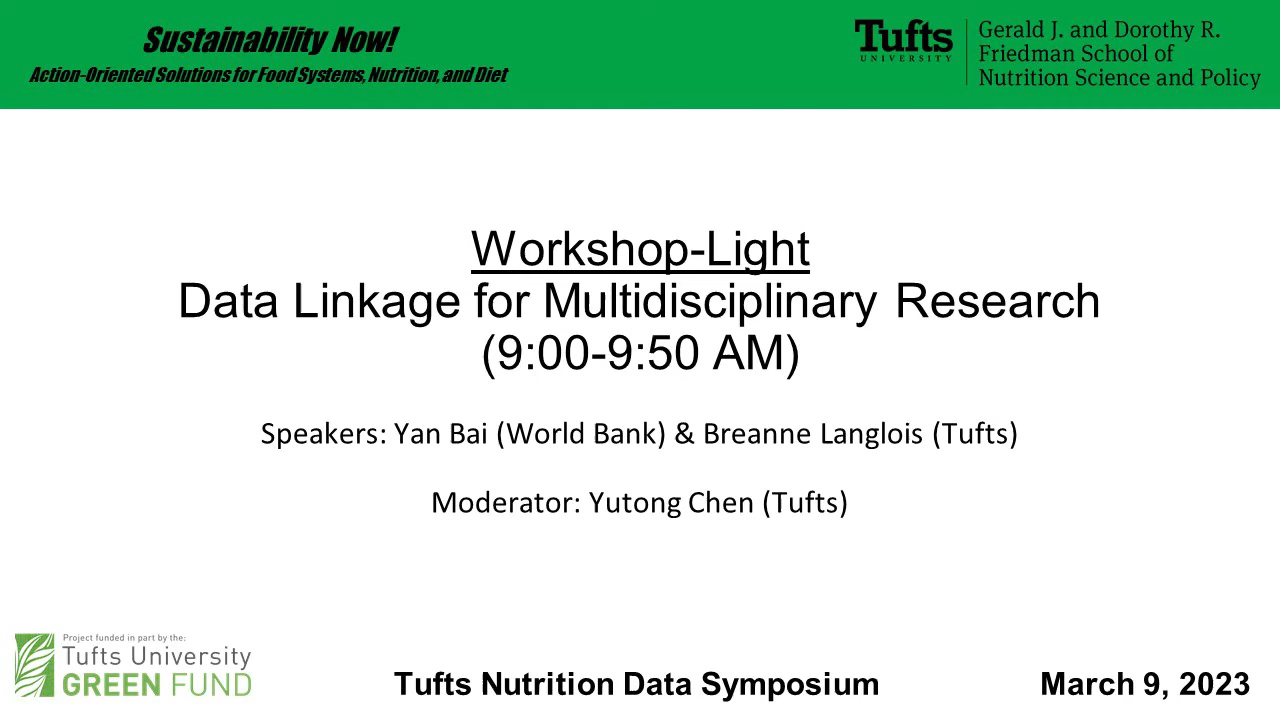 Sustainability Now!
Action-Oriented Solutions for Food Systems, Nutrition, and Diet
Tufts
UNIVERSITY
Gerald J. and Dorothy R.
Friedman School of
Nutrition Science and Policy
Workshop-Light
Data Linkage for Multidisciplinary Research
(9:00-9:50 AM)
Speakers: Yan Bai (World Bank) & Breanne Langlois (Tufts)
Moderator: Yutong Chen (Tufts)
Project funded in part by the:
Tufts University
GREEN FUND
Tufts Nutrition Data Symposium
March 9, 2023